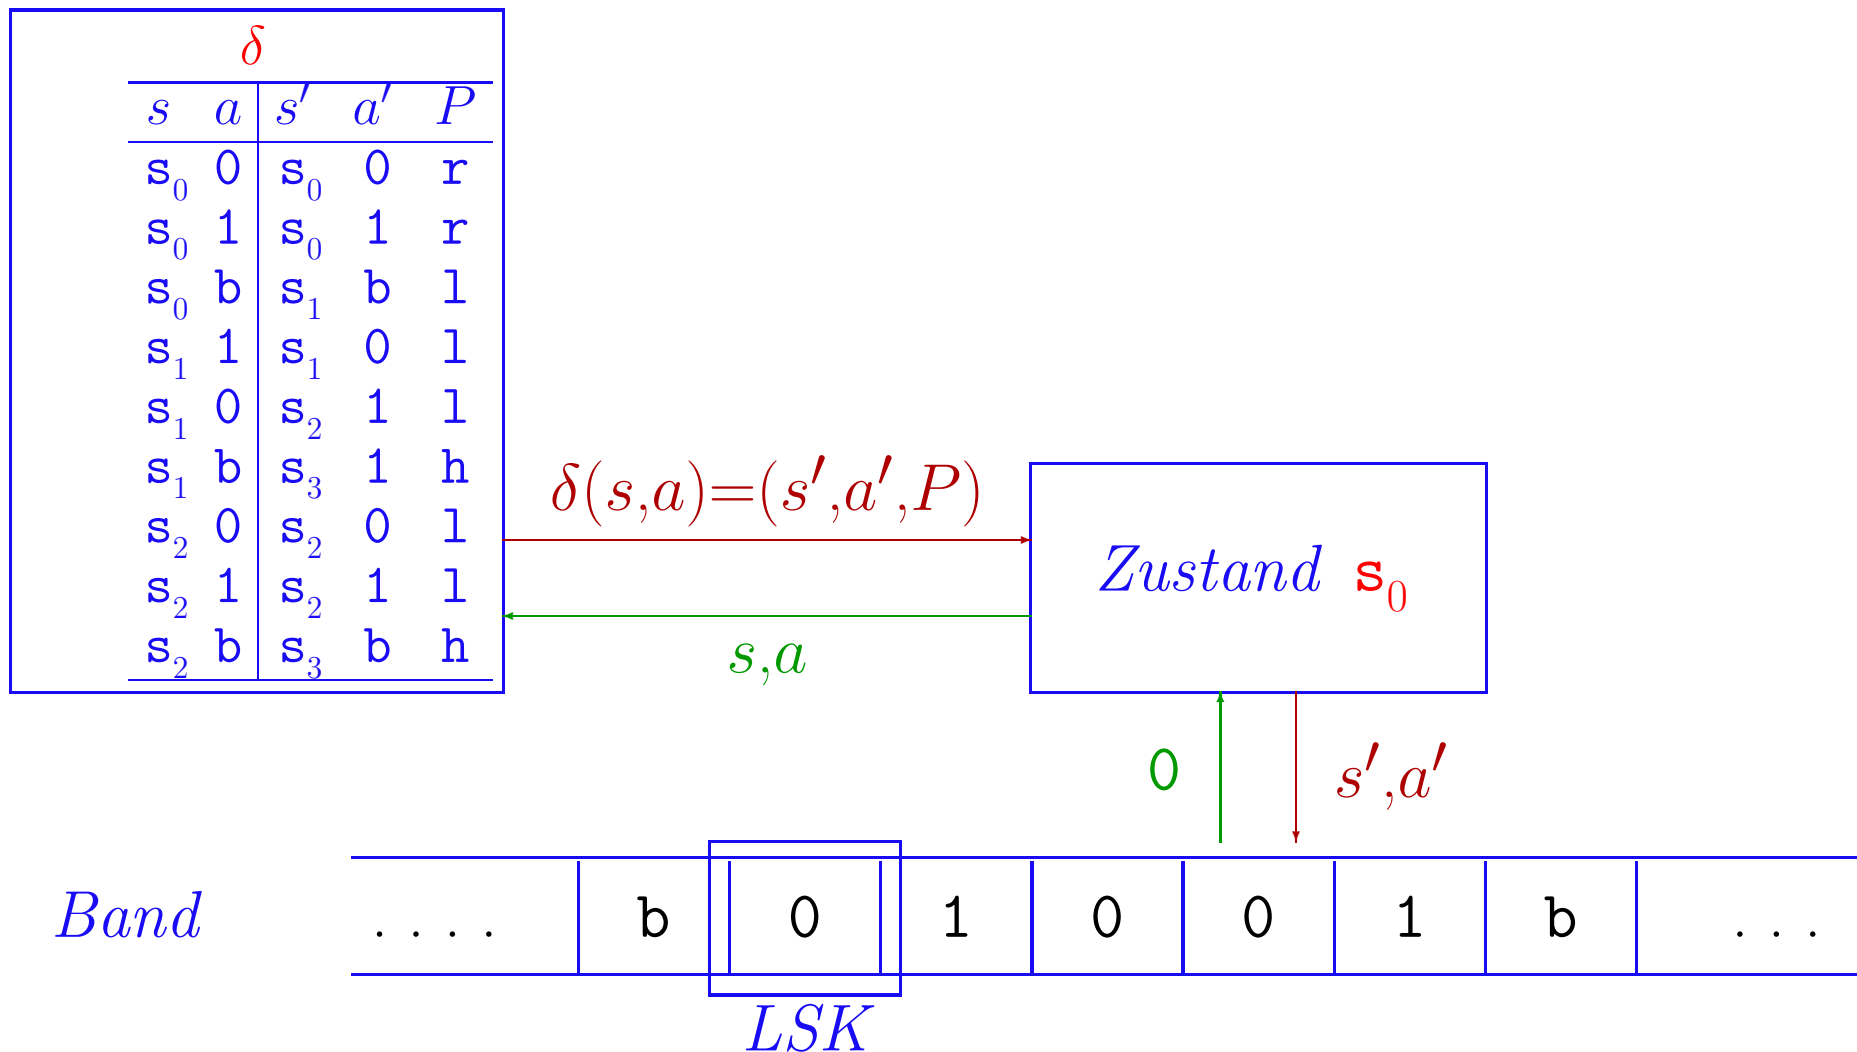 δ
s a s′ a′ P
s₀ 0 s₀ 0 r
s₀ 1 s₀ 1 r
s₀ b s₁ b l
s₁ 1 s₁ 0 l
s₁ 0 s₂ 1 l
s₁ b s₃ 1 h
s₂ 0 s₂ 0 l
s₂ 1 s₂ 1 l
s₂ b s₃ b h
δ(s,a)=(s′,a′,P)
s,a
Zustand s₀
0 s′,a′
Band . . . . b 0 1 0 0 1 b . . .
LSK